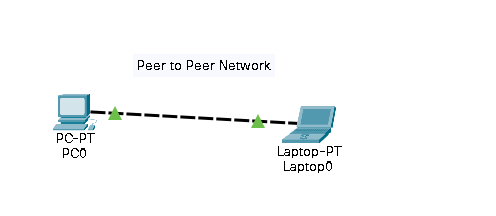 Peer to Peer Network
PC-PT
PC0
Laptop-PT
Laptop0